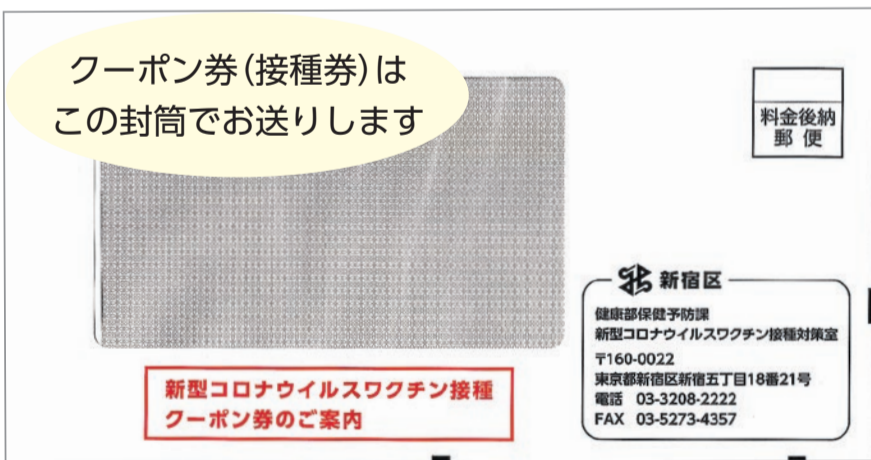 クーポン券(接種券)は
この封筒でお送りします
料金後納
郵便
新宿区
健康部保健予防課
新型コロナウイルスワクチン接種対策室
〒160-0022
東京都新宿区新宿五丁目18番21号
電話 03-3208-2222
FAX 03-5273-4357
新型コロナウイルスワクチン接種
クーポン券のご案内